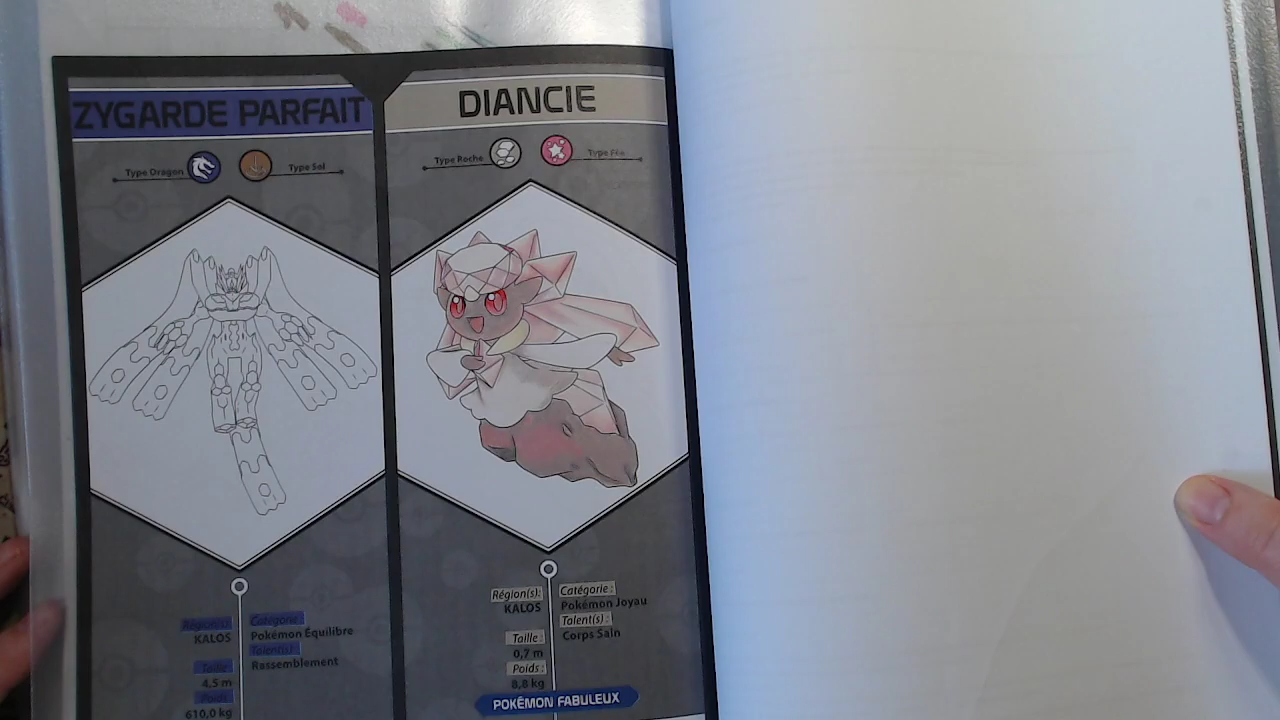 ZYGARDE PARFAIT
Type Dragon
Type Sol
Région(s):
KALOS
Catégorie :
Pokémon Équilibre
Talent(s) :
Rassemblement
Taille :
4,5 m
Poids :
610,0 kg
DIANCIE
Type Roche
Type Fée
Région(s):
KALOS
Catégorie :
Pokémon Joyau
Talent(s) :
Corps Sain
Taille :
0,7 m
Poids :
8,8 kg
POKÉMON FABULEUX